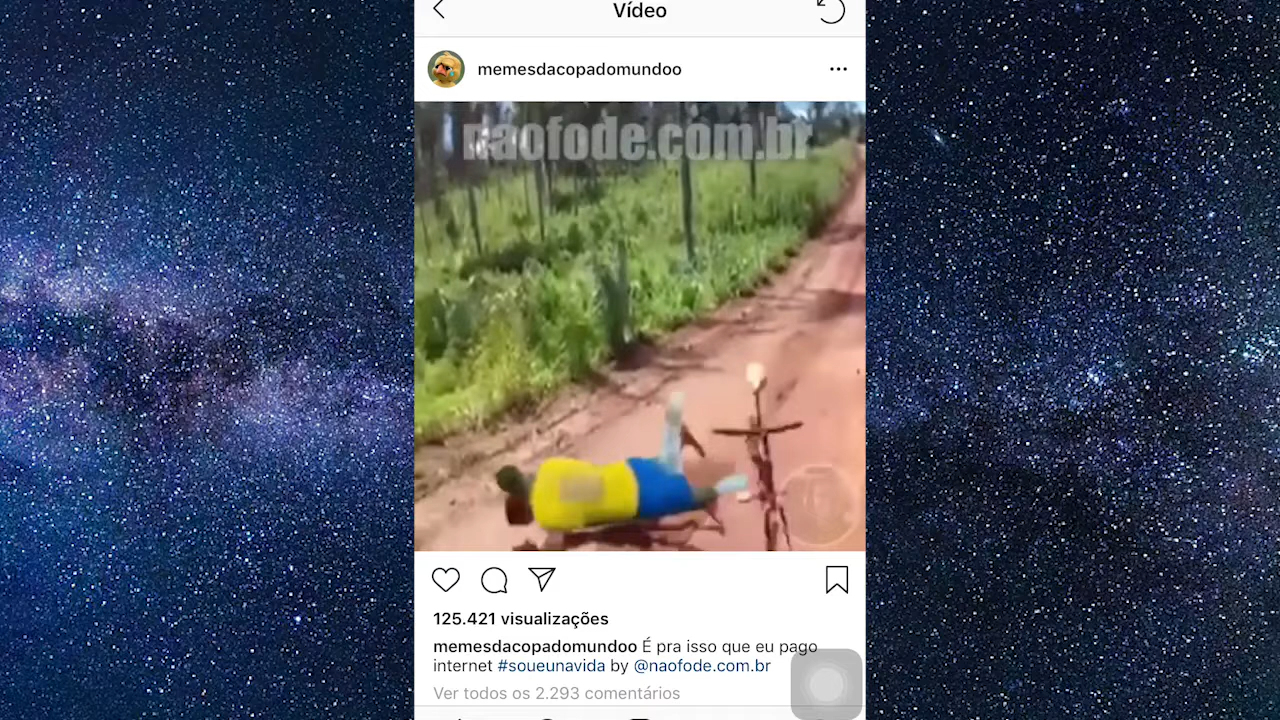 Vídeo
memesdacopadomundoo
naofode.com.br
125.421 visualizações
memesdacopadomundoo É pra isso que eu pago
internet #soueunavida by @naofode.com.br
Ver todos os 2.293 comentários